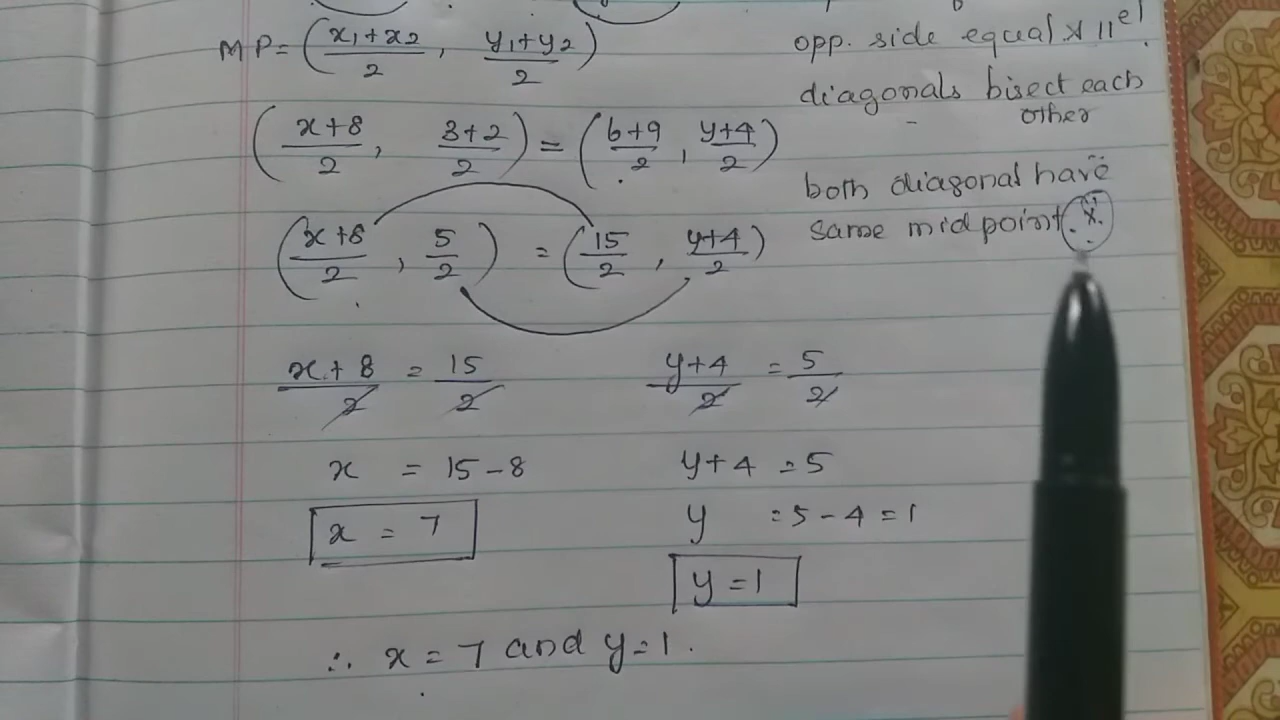 MP = (x1+x2/2, y1+y2/2)
opp. side equal & 11el.
diagonals bisect each
other
(x+8/2, 3+2/2) = (6+9/2, y+4/2)
both diagonal have
same midpoint.
(x+8/2, 5/2) = (15/2, y+4/2)
x+8/2 = 15/2
x = 15-8
x = 7
y+4/2 = 5/2
y+4 = 5
y = 5-4 = 1
y = 1
∴ x = 7 and y = 1.